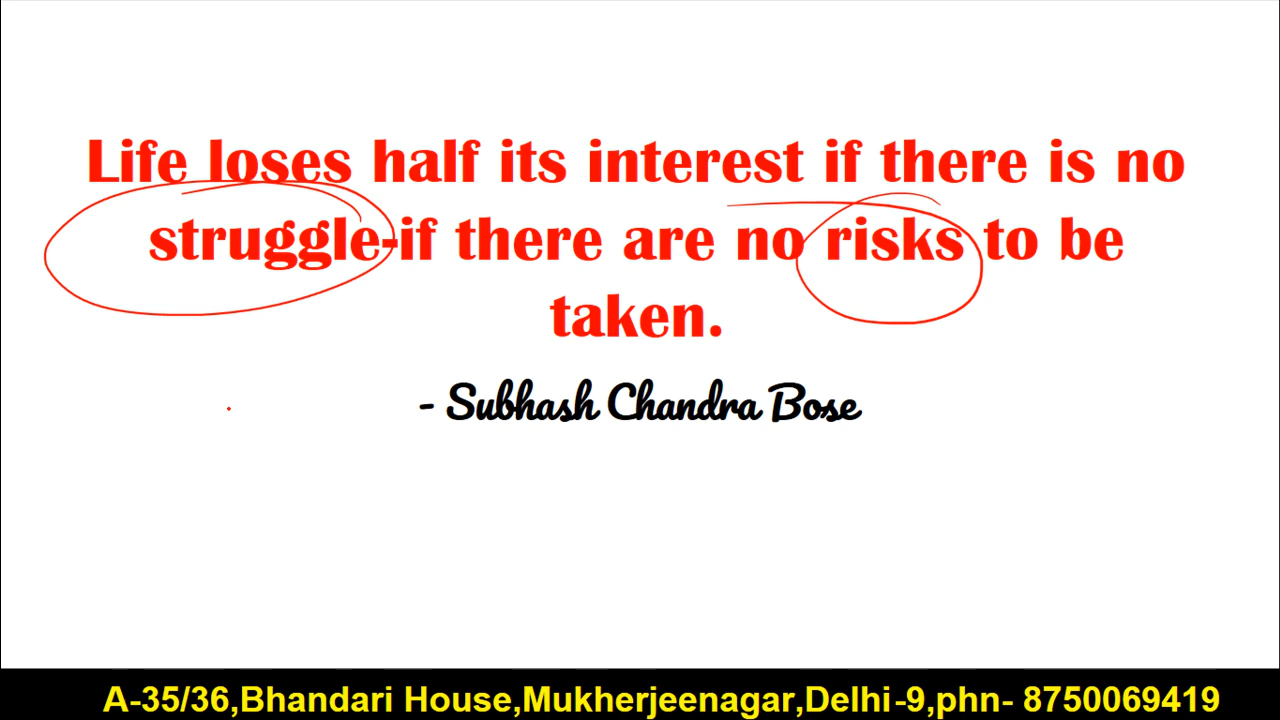 Life loses half its interest if there is no
struggle-if there are no risks to be
taken.
- Subhash Chandra Bose
A-35/36,Bhandari House,Mukherjeenagar,Delhi-9,phn- 8750069419